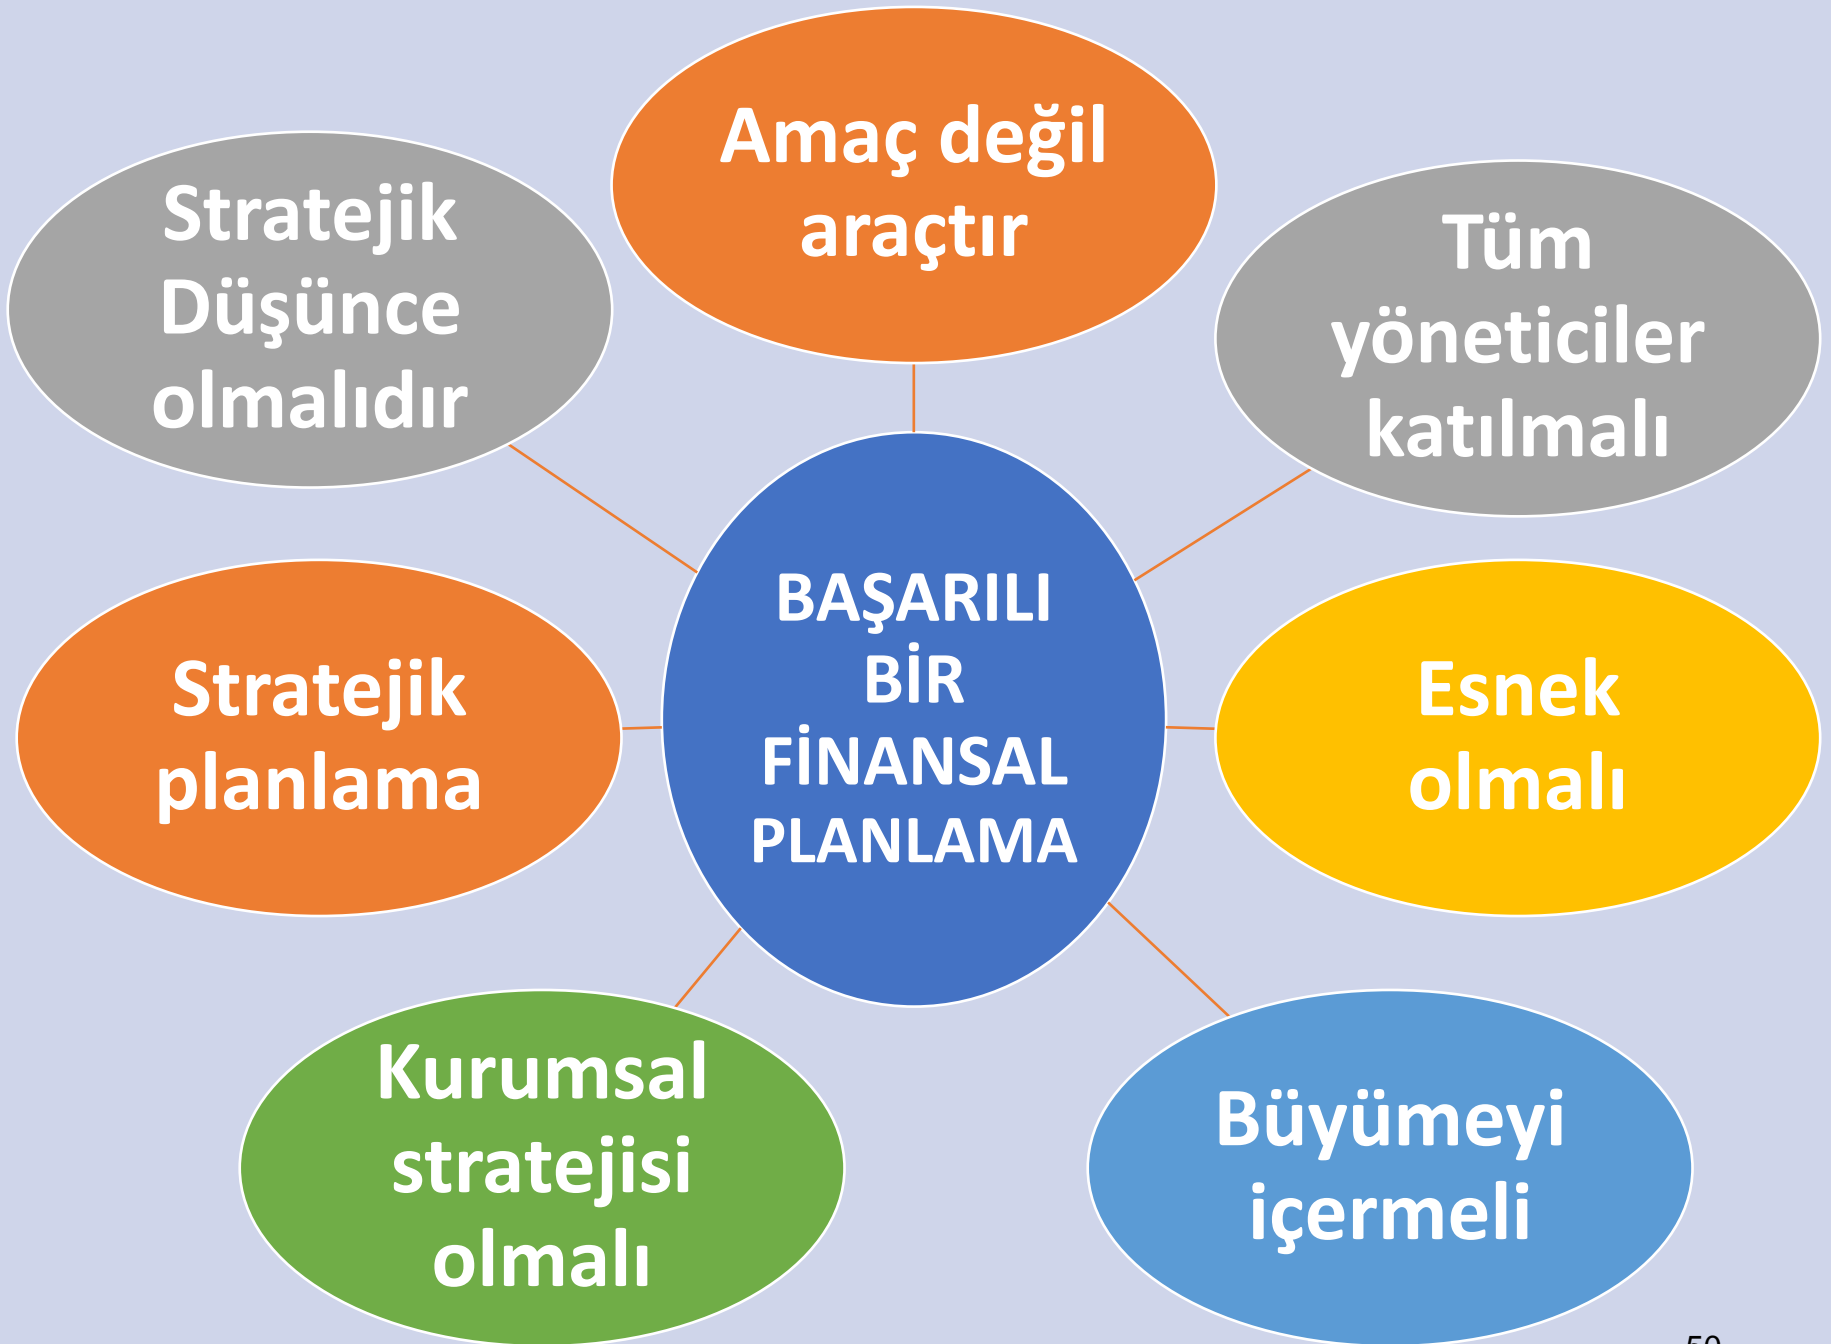 Amaç değil
araçtır
Stratejik
Düşünce
olmalıdır
Tüm
yöneticiler
katılmalı
BAŞARILI
BİR
FİNANSAL
PLANLAMA
Stratejik
planlama
Esnek
olmalı
Kurumsal
stratejisi
olmalı
Büyümeyi
içermeli